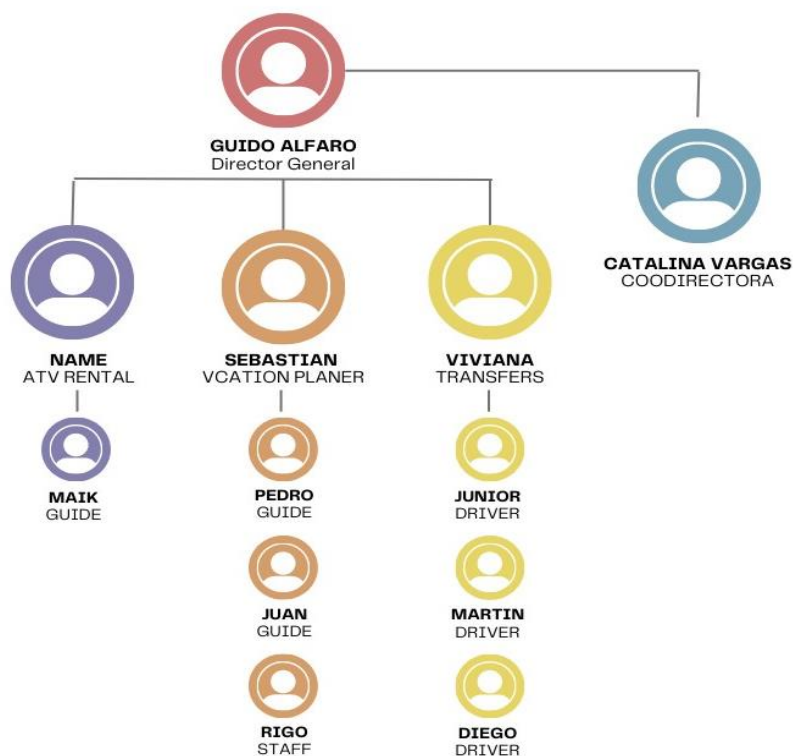 GUIDO ALFARO
Director General
CATALINA VARGAS
COODIRECTORA
NAME
ATV RENTAL
SEBASTIAN
VCATION PLANER
VIVIANA
TRANSFERS
MAIK
GUIDE
PEDRO
GUIDE
JUNIOR
DRIVER
JUAN
GUIDE
MARTIN
DRIVER
RIGO
STAFF
DIEGO
DRIVER